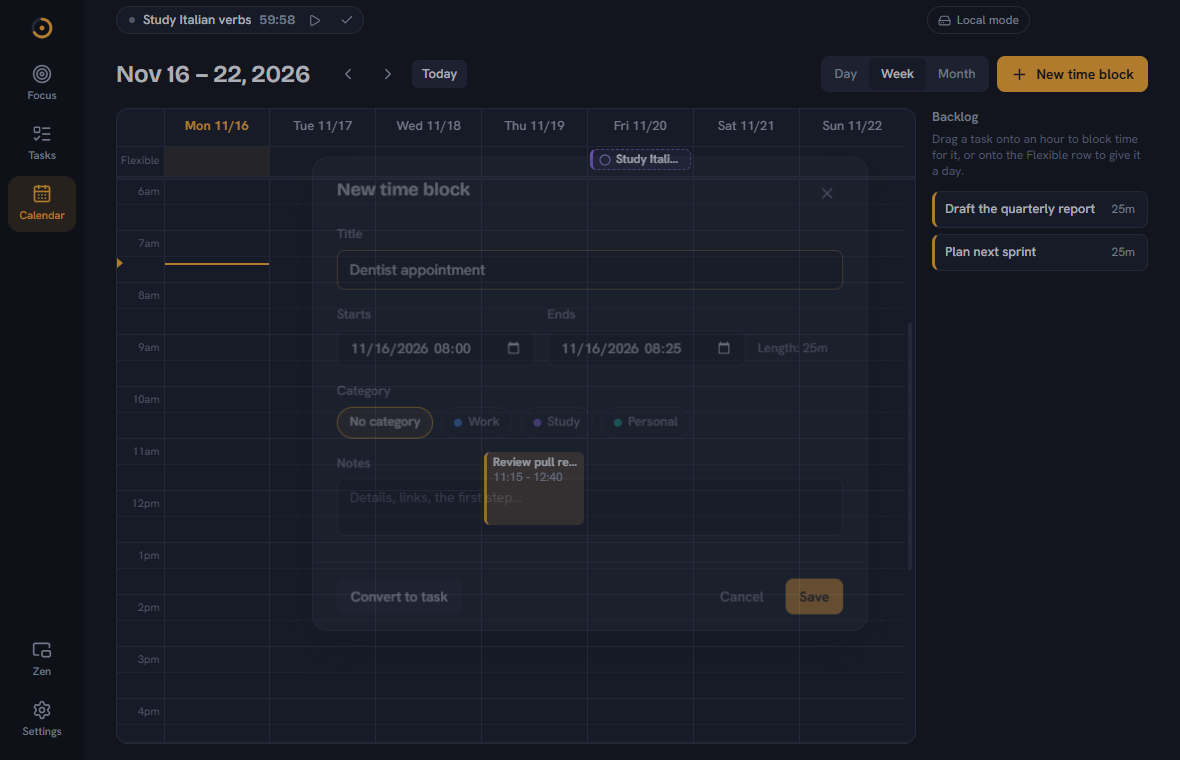 Study Italian verbs 59:58
Local mode
Focus
Tasks
Calendar
Zen
Settings
Nov 16 – 22, 2026
Today
Day Week Month
New time block
Mon 11/16 Tue 11/17 Wed 11/18 Thu 11/19 Fri 11/20 Sat 11/21 Sun 11/22
Flexible
Study Itali...
6am
7am
8am
9am
10am
11am
12pm
1pm
2pm
3pm
4pm
Review pull re...
11:15 - 12:40
New time block
Title
Dentist appointment
Starts Ends
11/16/2026 08:00 11/16/2026 08:25 Length: 25m
Category
No category Work Study Personal
Notes
Details, links, the first step...
Convert to task Cancel Save
Backlog
Drag a task onto an hour to block time
for it, or onto the Flexible row to give it
a day.
Draft the quarterly report 25m
Plan next sprint 25m